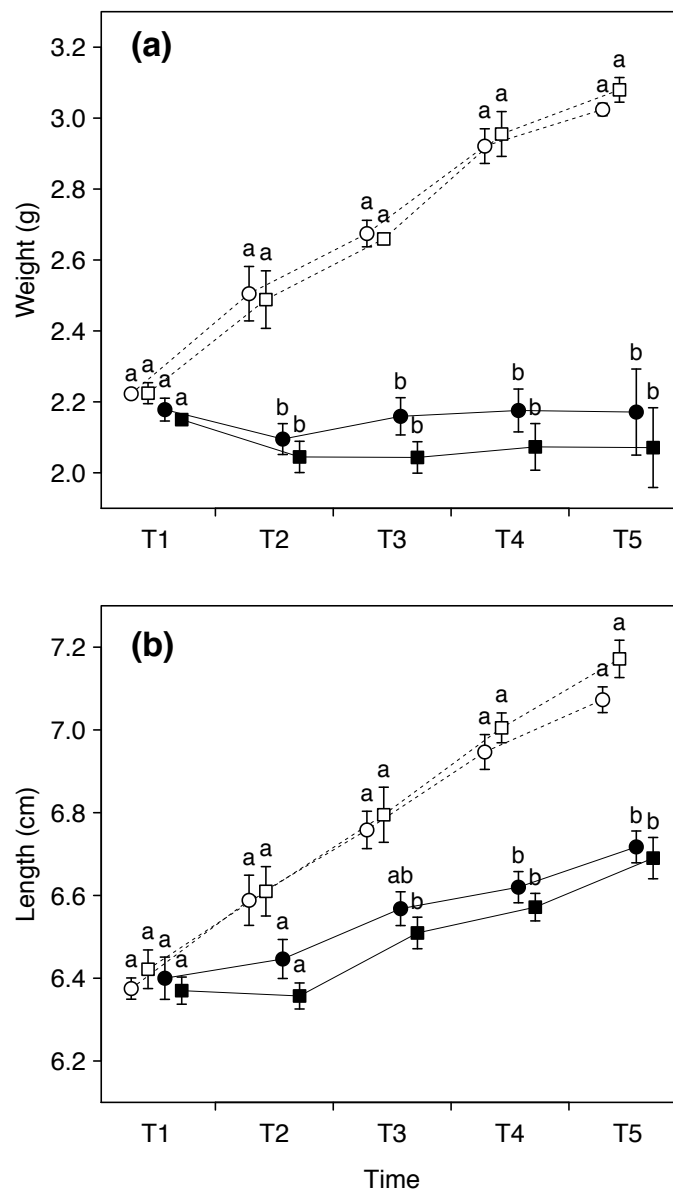 (a)
3.2
3.0
2.8
2.6
2.4
2.2
2.0
Weight (g)
a a a a
a a b b
a a b b
a a b b
a a b b
T1 T2 T3 T4 T5
(b)
7.2
7.0
6.8
6.6
6.4
6.2
Length (cm)
a a a a
a a a a
a a ab b
a a b b
a a b b
T1 T2 T3 T4 T5
Time